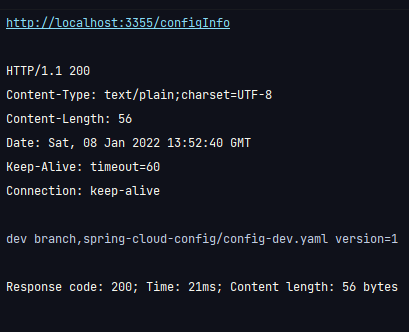 http://localhost:3355/configInfo
HTTP/1.1 200
Content-Type: text/plain;charset=UTF-8
Content-Length: 56
Date: Sat, 08 Jan 2022 13:52:40 GMT
Keep-Alive: timeout=60
Connection: keep-alive
dev branch,spring-cloud-config/config-dev.yaml version=1
Response code: 200; Time: 21ms; Content length: 56 bytes